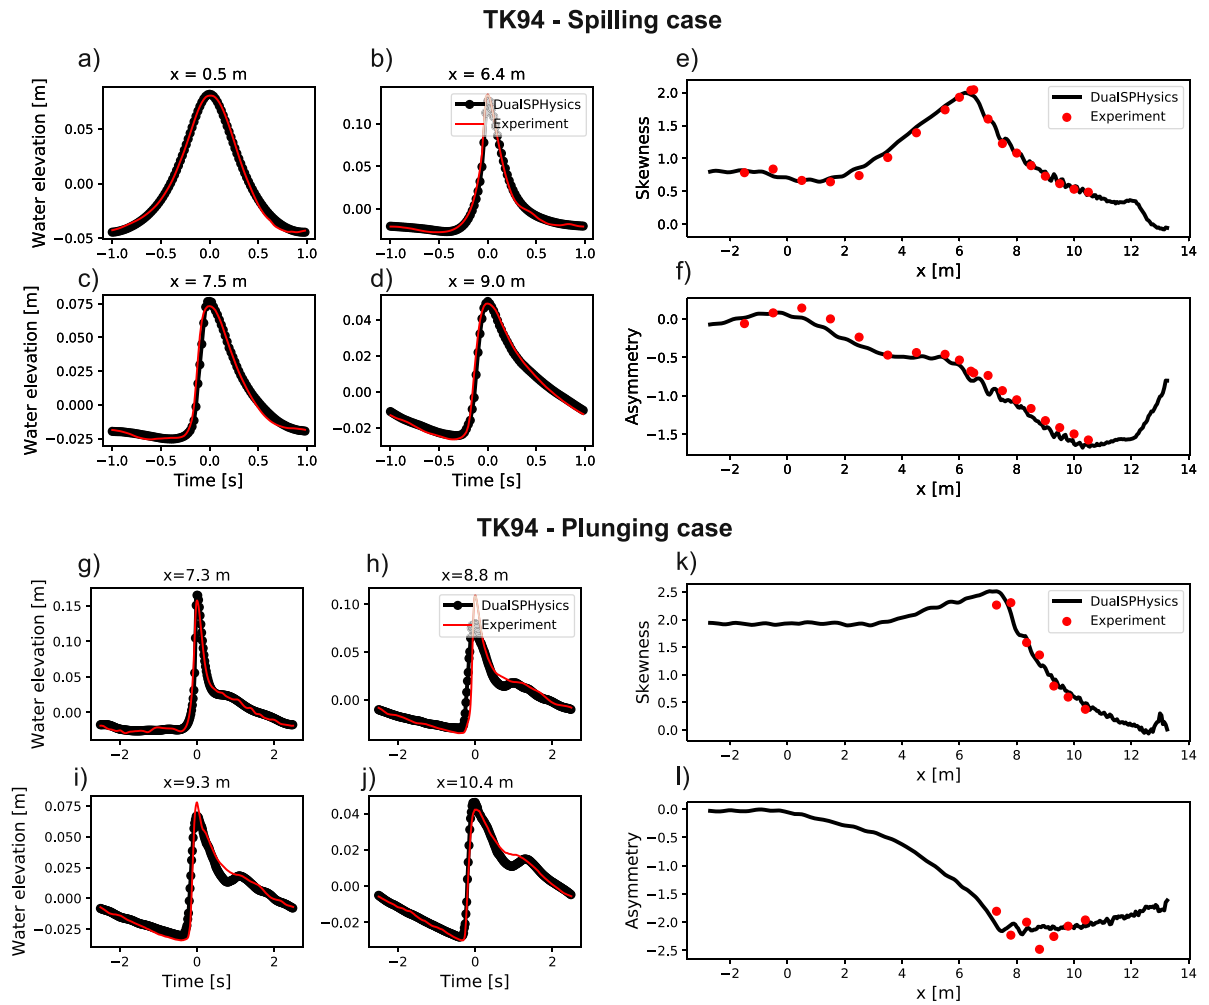 TK94 - Spilling case
a)
x = 0.5 m
Water elevation [m]
0.05
0.00
−0.05
−1.0 −0.5 0.0 0.5 1.0
b)
x = 6.4 m
DualSPHysics
Experiment
0.10
0.05
0.00
−1.0 −0.5 0.0 0.5 1.0
c)
x = 7.5 m
Water elevation [m]
0.075
0.050
0.025
0.000
−0.025
−1.0 −0.5 0.0 0.5 1.0
Time [s]
d)
x = 9.0 m
0.04
0.02
0.00
−0.02
−1.0 −0.5 0.0 0.5 1.0
Time [s]
e)
DualSPHysics
Experiment
Skewness
2.0
1.5
1.0
0.5
0.0
−2 0 2 4 6 8 10 12 14
x [m]
f)
Asymmetry
0.0
−0.5
−1.0
−1.5
−2 0 2 4 6 8 10 12 14
x [m]
TK94 - Plunging case
g)
x=7.3 m
Water elevation [m]
0.15
0.10
0.05
0.00
−2 0 2
h)
x=8.8 m
DualSPHysics
Experiment
0.10
0.05
0.00
−2 0 2
i)
x=9.3 m
Water elevation [m]
0.075
0.050
0.025
0.000
−0.025
−2 0 2
Time [s]
j)
x=10.4 m
0.04
0.02
0.00
−0.02
−2 0 2
Time [s]
k)
DualSPHysics
Experiment
Skewness
2.5
2.0
1.5
1.0
0.5
0.0
−2 0 2 4 6 8 10 12 14
x [m]
l)
Asymmetry
0.0
−0.5
−1.0
−1.5
−2.0
−2.5
−2 0 2 4 6 8 10 12 14
x [m]